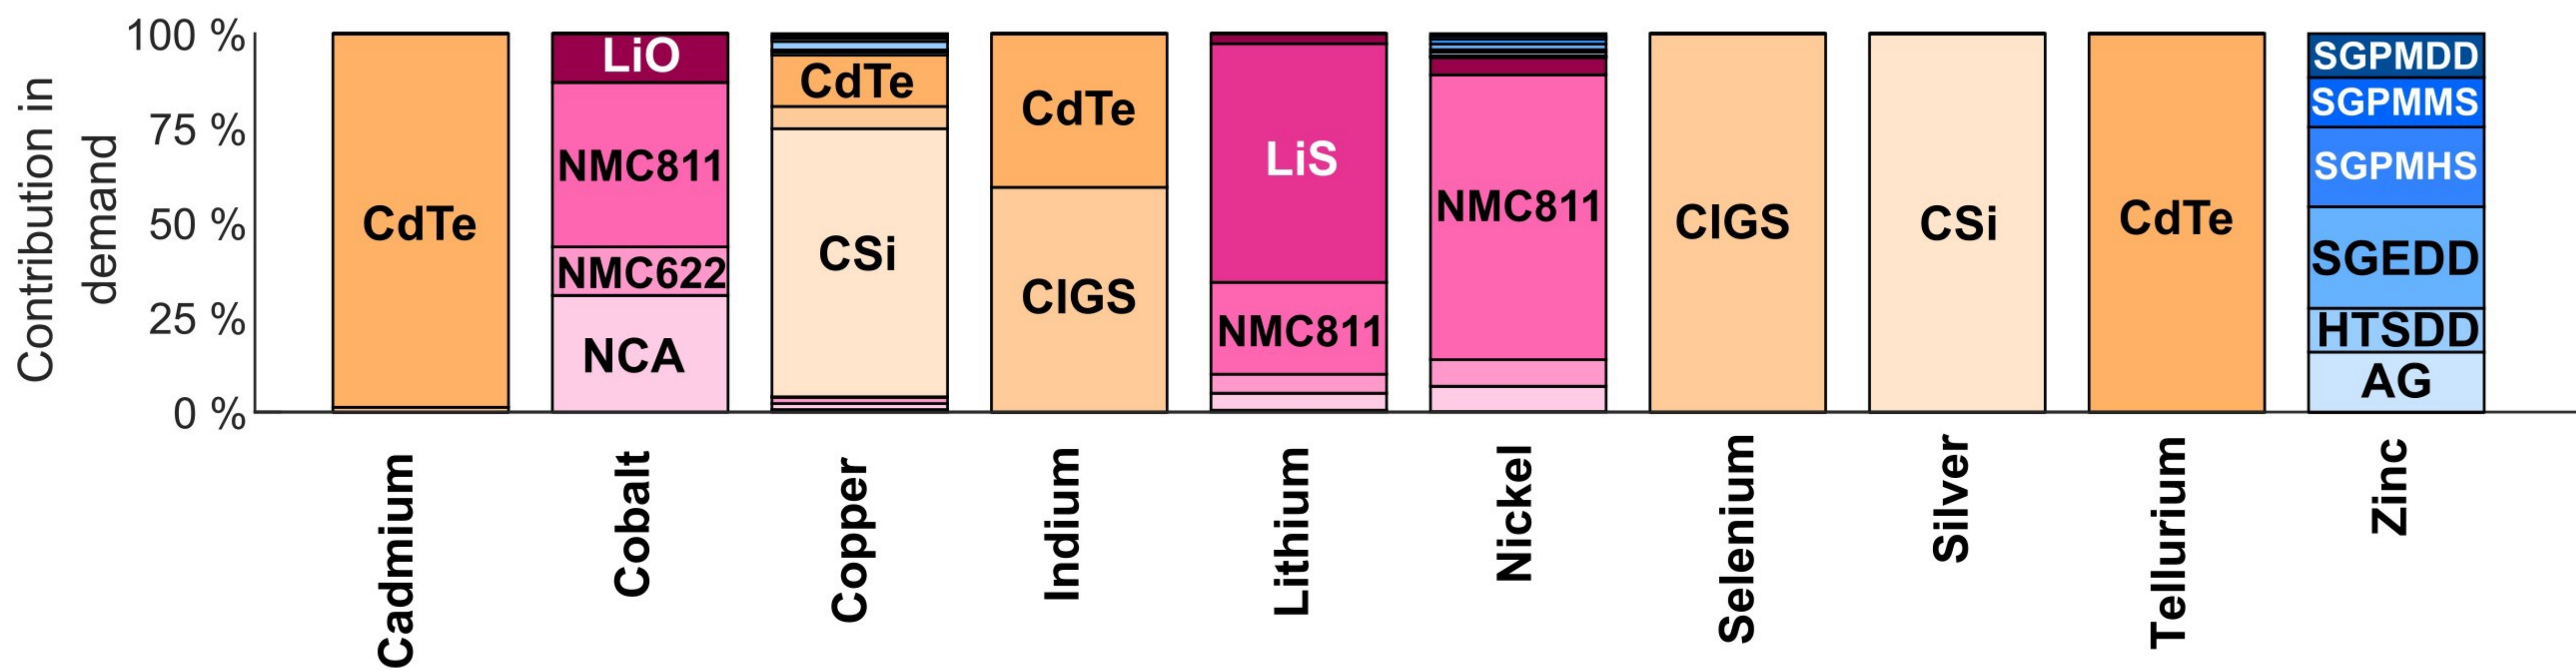 Contribution in
demand
100 %
75 %
50 %
25 %
0 %
CdTe
LiO
NMC811
NMC622
NCA
CdTe
CSi
CdTe
CIGS
LiS
NMC811
NMC811
CIGS
CSi
CdTe
SGPMDD
SGPMMS
SGPMHS
SGEDD
HTSDD
AG
Cadmium
Cobalt
Copper
Indium
Lithium
Nickel
Selenium
Silver
Tellurium
Zinc